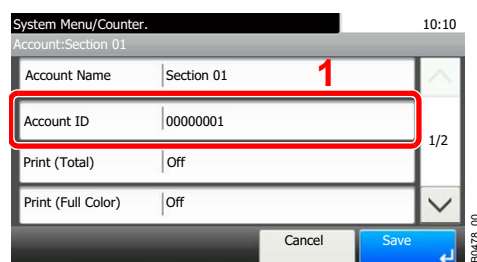 System Menu/Counter. 10:10
Account:Section 01
Account Name Section 01 1
Account ID 00000001
1/2
Print (Total) Off
Print (Full Color) Off
Cancel Save
B0478_00